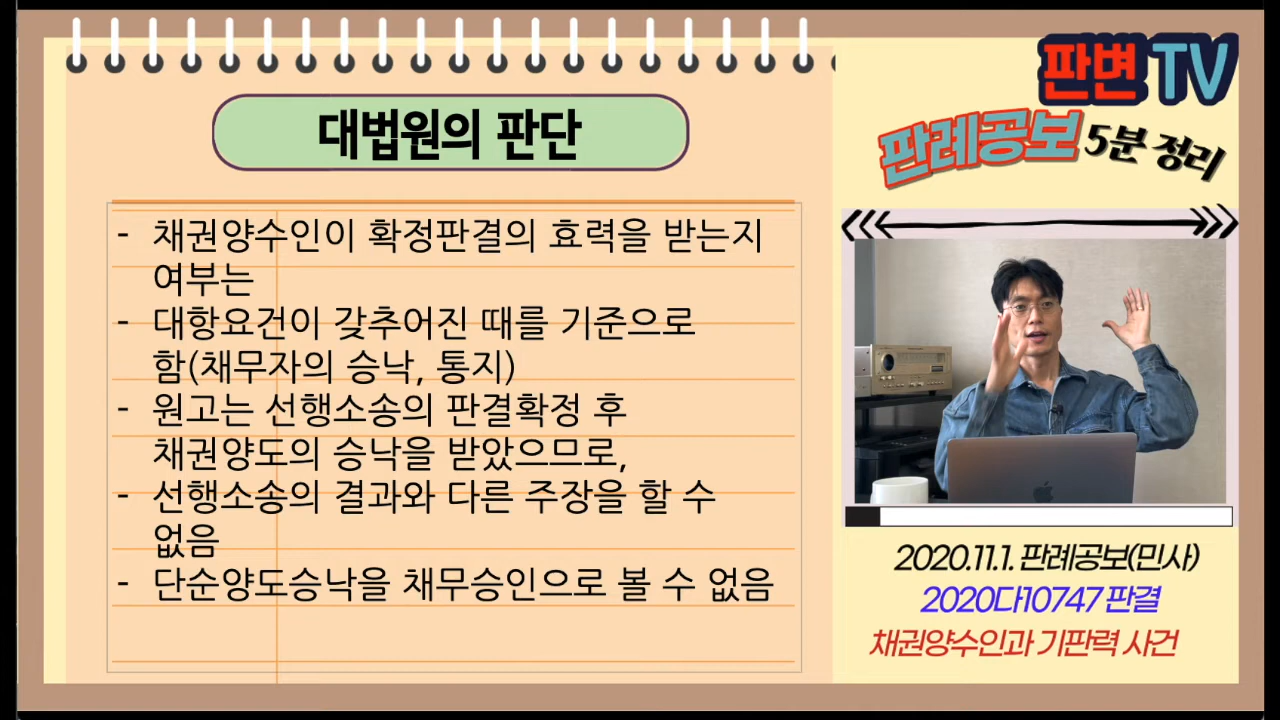 판변 TV
판례공보 5분 정리
대법원의 판단
- 채권양수인이 확정판결의 효력을 받는지
여부는
- 대항요건이 갖추어진 때를 기준으로
함(채무자의 승낙, 통지)
- 원고는 선행소송의 판결확정 후
채권양도의 승낙을 받았으므로,
- 선행소송의 결과와 다른 주장을 할 수
없음
- 단순양도승낙을 채무승인으로 볼 수 없음
2020.11.1. 판례공보(민사)
2020다10747 판결
채권양수인과 기판력 사건